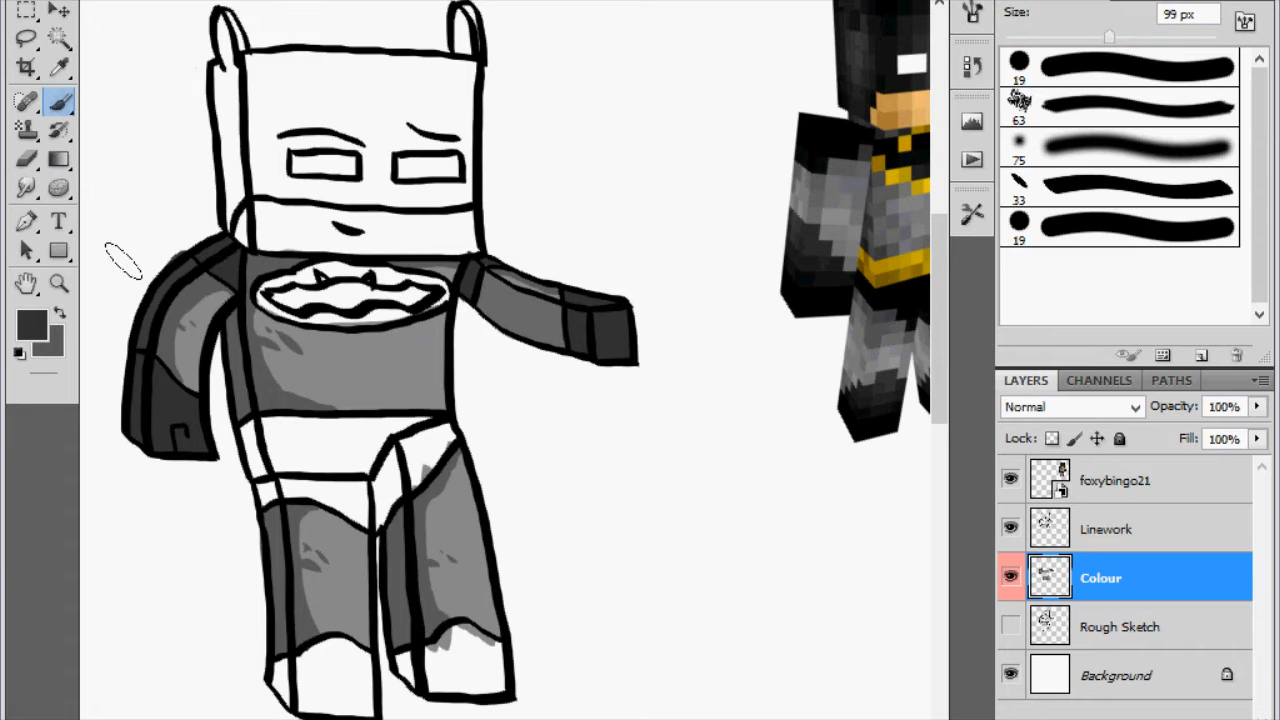 Size:
99 px
19
63
75
33
19
T
LAYERS CHANNELS PATHS
Normal Opacity: 100%
Lock: Fill: 100%
foxybingo21
Linework
Colour
Rough Sketch
Background